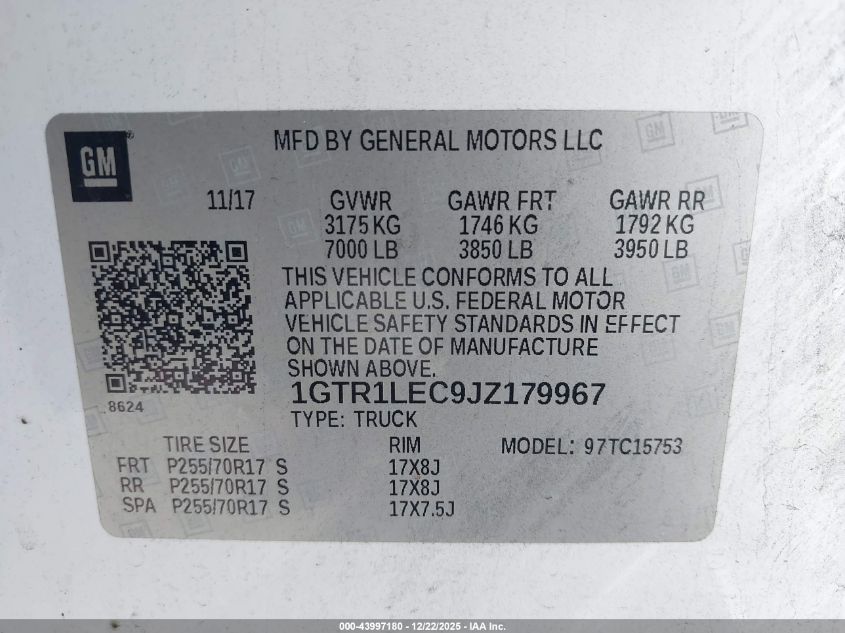 GM
MFD BY GENERAL MOTORS LLC
11/17 GVWR GAWR FRT GAWR RR
3175 KG 1746 KG 1792 KG
7000 LB 3850 LB 3950 LB
THIS VEHICLE CONFORMS TO ALL
APPLICABLE U.S. FEDERAL MOTOR
VEHICLE SAFETY STANDARDS IN EFFECT
ON THE DATE OF MANUFACTURE
SHOWN ABOVE.
1GTR1LEC9JZ179967
8624
TYPE: TRUCK
TIRE SIZE RIM MODEL: 97TC15753
FRT P255/70R17 S 17X8J
RR P255/70R17 S 17X8J
SPA P255/70R17 S 17X7.5J
000-43997180 - 12/22/2025 - IAA Inc.